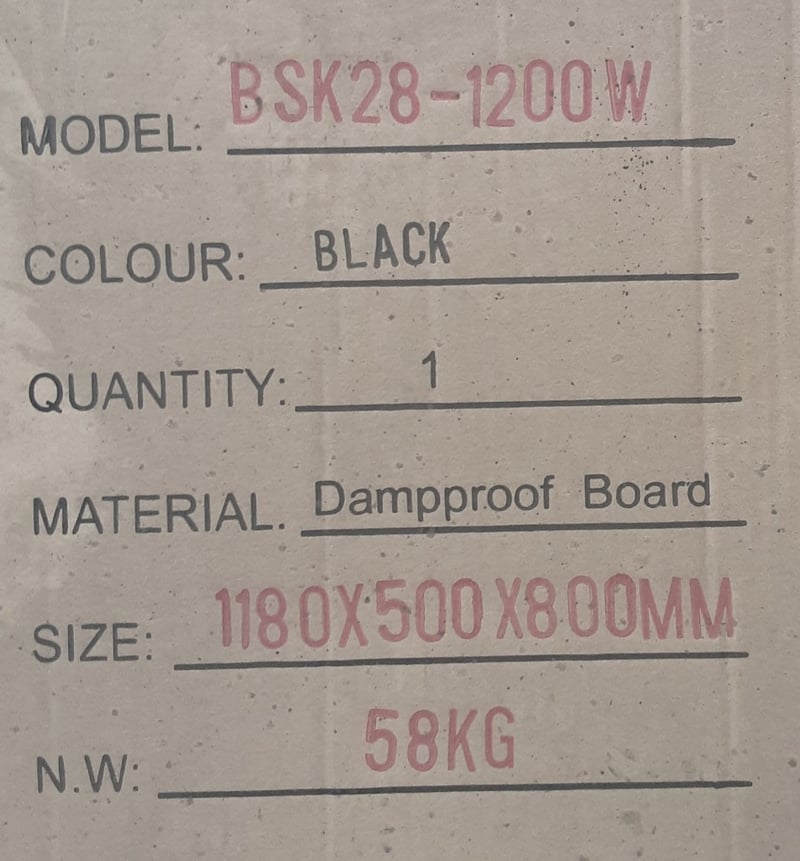 MODEL: BSK28-1200W
COLOUR: BLACK
QUANTITY: 1
MATERIAL. Dampproof Board
SIZE: 1180X500X800MM
N.W: 58KG